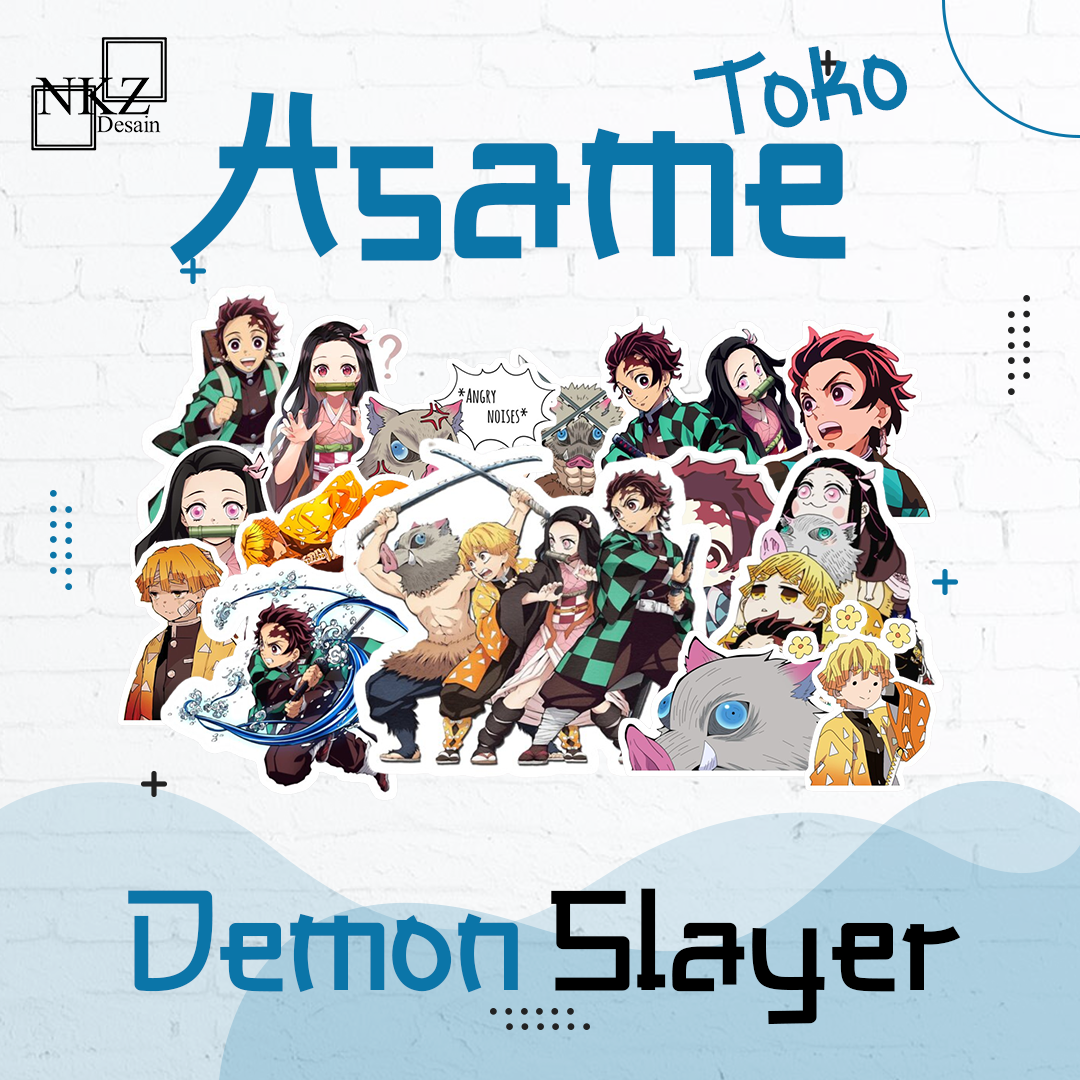 NKZ
Desain
Toko
Asame
?
*ANGRY
NOISES*
Demon Slayer